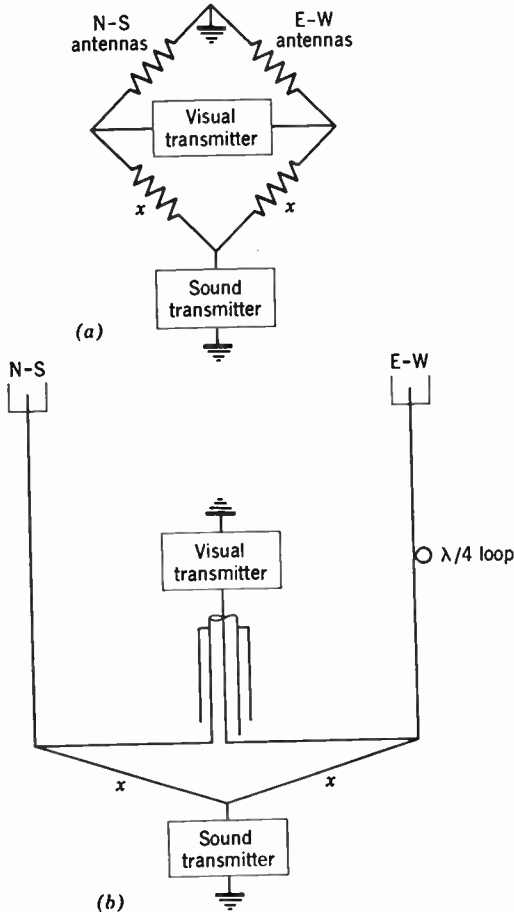 N-S
antennas
E-W
antennas
Visual
transmitter
x
x
Sound
transmitter
(a)
N-S
E-W
Visual
transmitter
λ/4 loop
x
x
Sound
transmitter
(b)